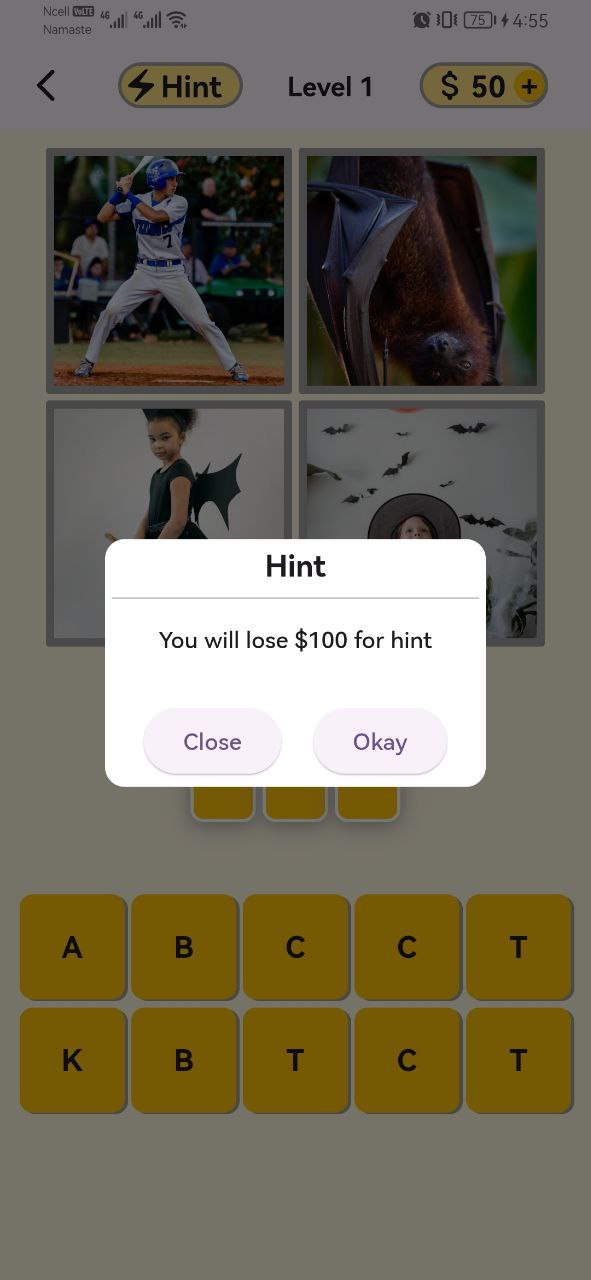 Ncell VoLTE 4G 4G 75 4:55
Namaste
Hint Level 1 $ 50 +
7
Hint
You will lose $100 for hint
Close Okay
A B C C T
K B T C T